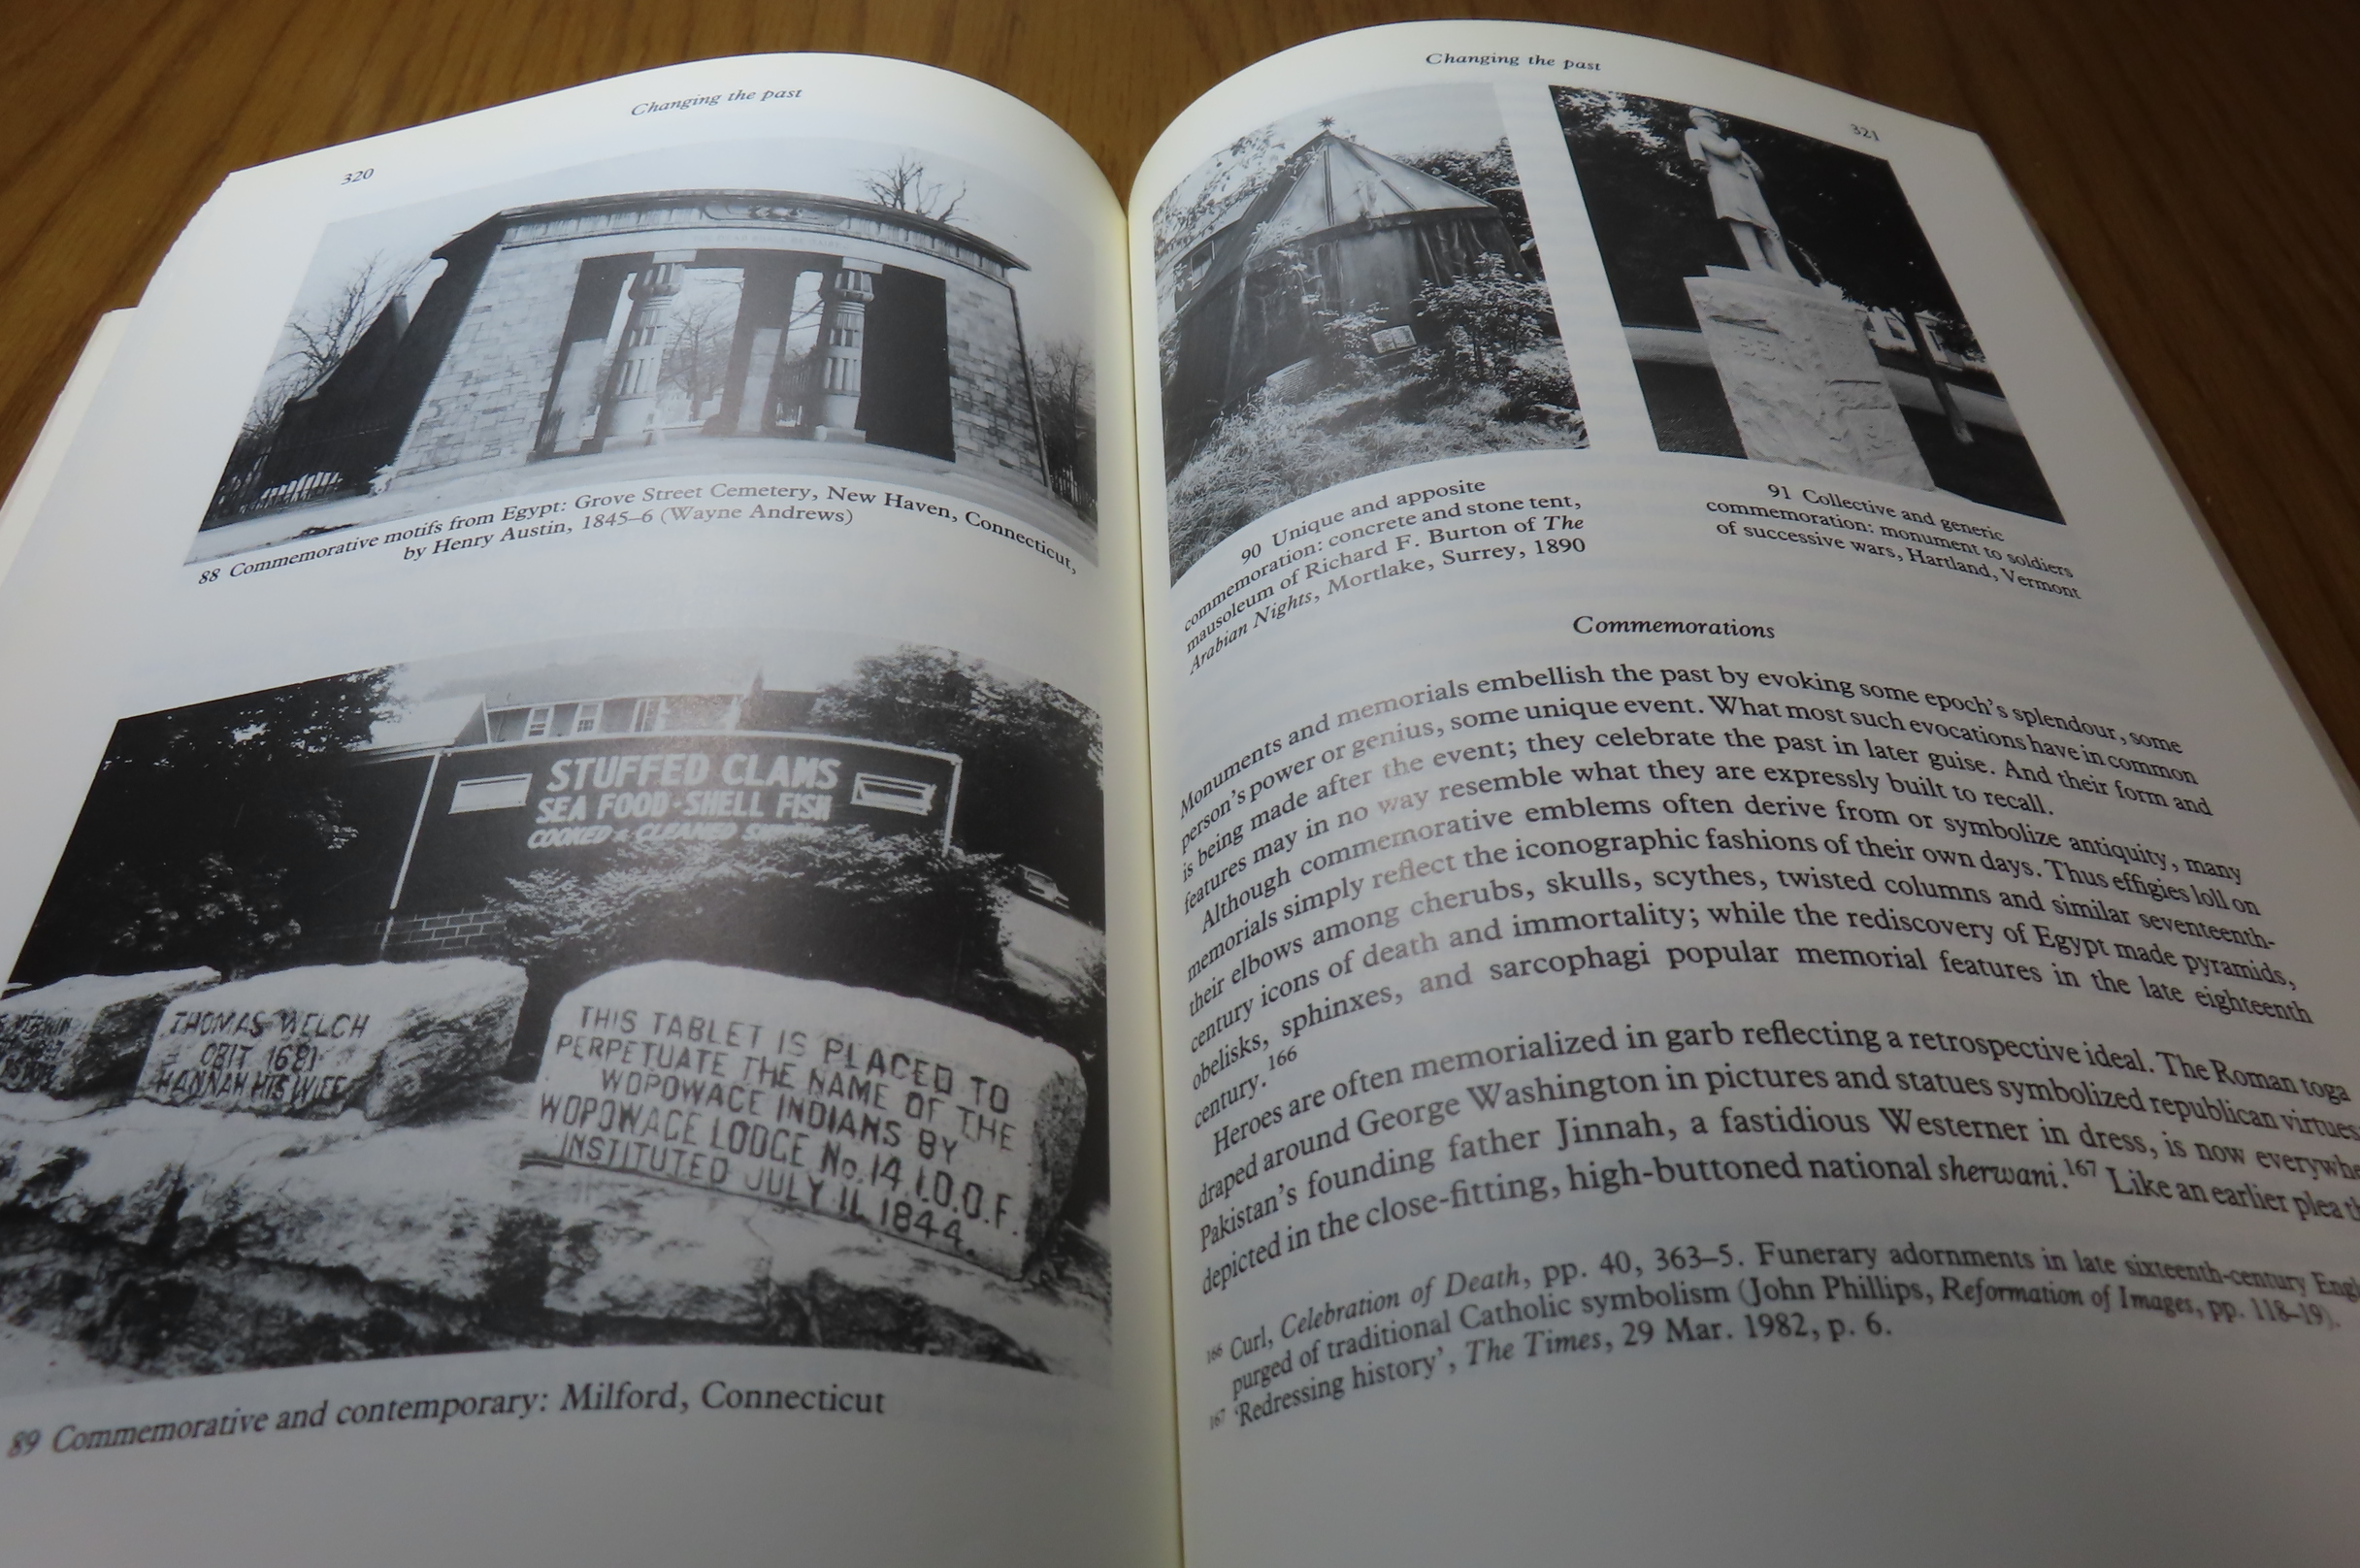 320
Changing the past
88 Commemorative motifs from Egypt: Grove Street Cemetery, New Haven, Connecticut,
by Henry Austin, 1845–6 (Wayne Andrews)
STUFFED CLAMS
SEA FOOD-SHELL FISH
COOKED & CLEANED
THOMAS WELCH
OBIT 1681
HANNAH HIS WIFE
THIS TABLET IS PLACED TO
PERPETUATE THE NAME OF THE
WOPOWAGE INDIANS BY
WOPOWAGE LODGE No. 14. I.O.O.F.
INSTITUTED JULY 11, 1844.
89 Commemorative and contemporary: Milford, Connecticut
Changing the past
321
90 Unique and apposite
commemoration: concrete and stone tent,
mausoleum of Richard F. Burton of The
Arabian Nights, Mortlake, Surrey, 1890
91 Collective and generic
commemoration: monument to soldiers
of successive wars, Hartland, Vermont
Commemorations
Monuments and memorials embellish the past by evoking some epoch's splendour, some
person's power or genius, some unique event. What most such evocations have in common
is being made after the event; they celebrate the past in later guise. And their form and
features may in no way resemble what they are expressly built to recall.
Although commemorative emblems often derive from or symbolize antiquity, many
memorials simply reflect the iconographic fashions of their own days. Thus effigies loll on
their elbows among cherubs, skulls, scythes, twisted columns and similar seventeenth-
century icons of death and immortality; while the rediscovery of Egypt made pyramids,
obelisks, sphinxes, and sarcophagi popular memorial features in the late eighteenth
century.166
Heroes are often memorialized in garb reflecting a retrospective ideal. The Roman toga
draped around George Washington in pictures and statues symbolized republican virtues;
Pakistan's founding father Jinnah, a fastidious Westerner in dress, is now everywhe
depicted in the close-fitting, high-buttoned national sherwani.167 Like an earlier plea th
166 Curl, Celebration of Death, pp. 40, 363–5. Funerary adornments in late sixteenth-century Engl
purged of traditional Catholic symbolism (John Phillips, Reformation of Images, pp. 118–19).
167 'Redressing history', The Times, 29 Mar. 1982, p. 6.